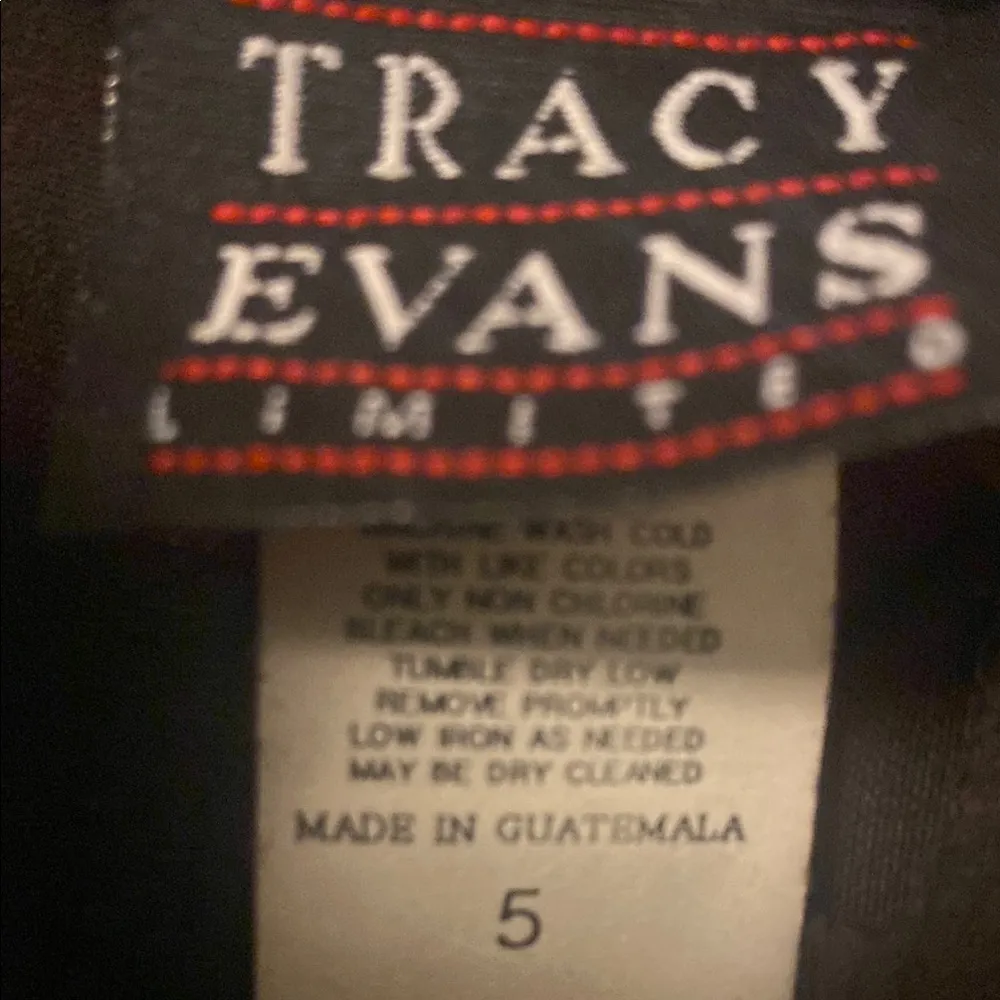 TRACY
EVANS
LIMITED
MACHINE WASH COLD
WITH LIKE COLORS
ONLY NON CHLORINE
BLEACH WHEN NEEDED
TUMBLE DRY LOW
REMOVE PROMPTLY
LOW IRON AS NEEDED
MAY BE DRY CLEANED
MADE IN GUATEMALA
5